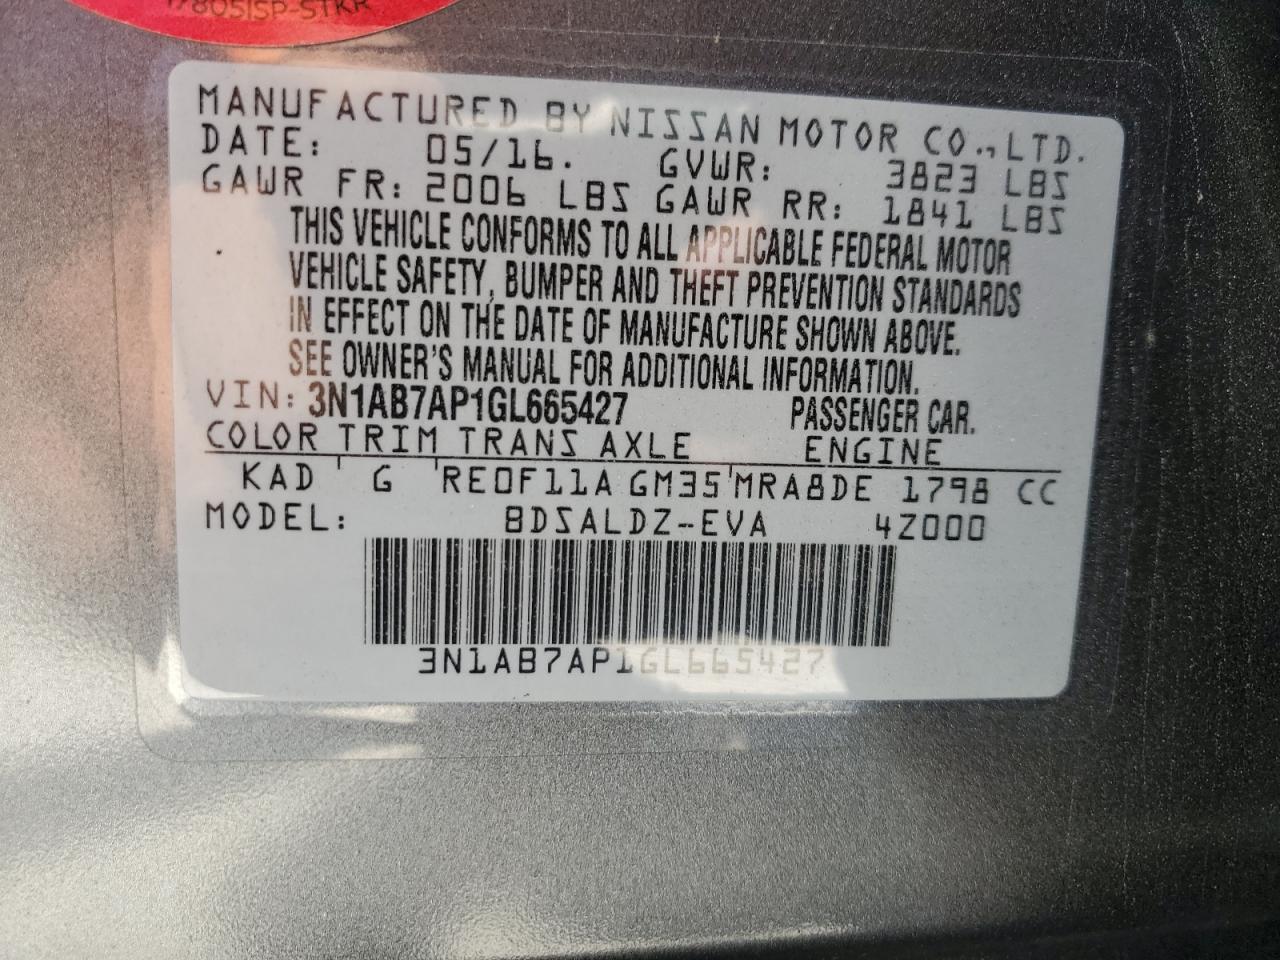 17805ISP-STKR
MANUFACTURED BY NISSAN MOTOR CO., LTD.
DATE: 05/16. GVWR: 3823 LBS
GAWR FR: 2006 LBS GAWR RR: 1841 LBS
THIS VEHICLE CONFORMS TO ALL APPLICABLE FEDERAL MOTOR
VEHICLE SAFETY, BUMPER AND THEFT PREVENTION STANDARDS
IN EFFECT ON THE DATE OF MANUFACTURE SHOWN ABOVE.
SEE OWNER'S MANUAL FOR ADDITIONAL INFORMATION.
VIN: 3N1AB7AP1GL665427 PASSENGER CAR.
COLOR TRIM TRANS AXLE ENGINE
KAD G RE0F11A GM35 MRA8DE 1798 CC
MODEL: BDSALDZ-EVA 4Z000
3N1AB7AP1GL665427